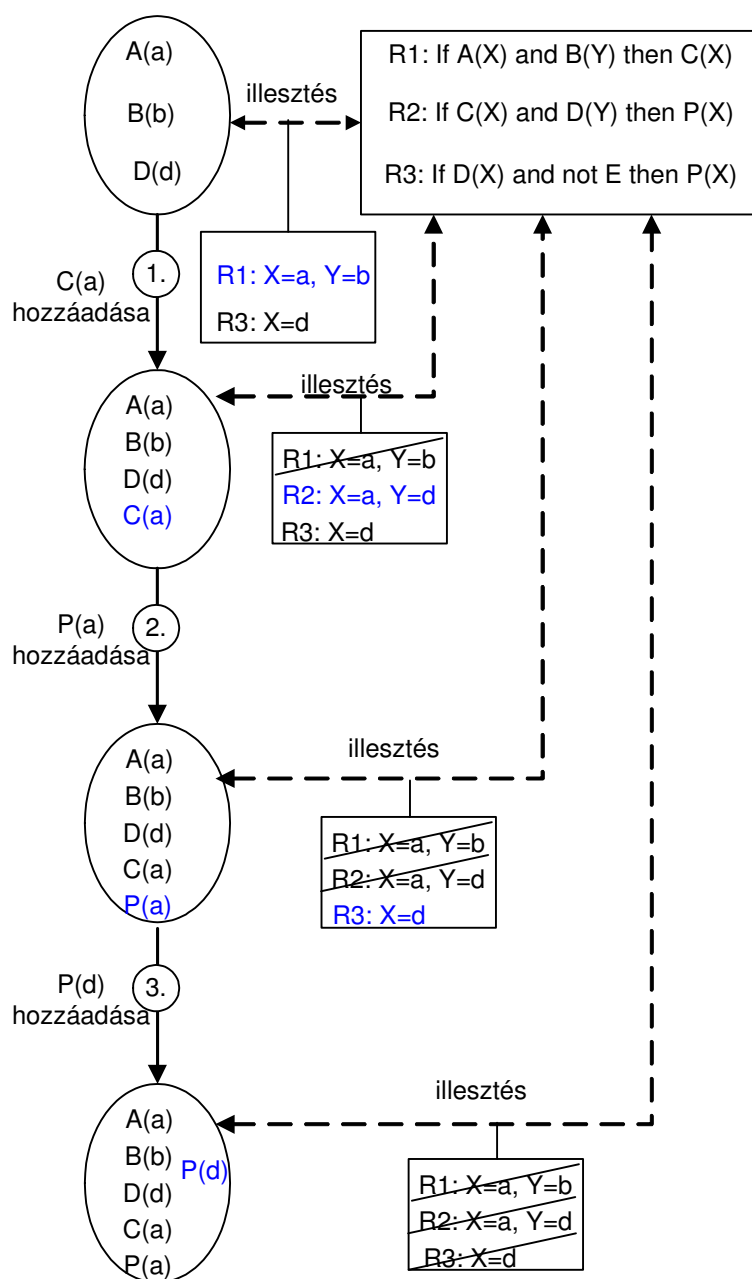 A(a)
B(b)
D(d)
illesztés
R1: If A(X) and B(Y) then C(X)
R2: If C(X) and D(Y) then P(X)
R3: If D(X) and not E then P(X)
C(a)
hozzáadása
1.
R1: X=a, Y=b
R3: X=d
illesztés
A(a)
B(b)
D(d)
C(a)
R1: X=a, Y=b
R2: X=a, Y=d
R3: X=d
P(a)
hozzáadása
2.
illesztés
A(a)
B(b)
D(d)
C(a)
P(a)
R1: X=a, Y=b
R2: X=a, Y=d
R3: X=d
P(d)
hozzáadása
3.
illesztés
A(a)
B(b)
P(d)
D(d)
C(a)
P(a)
R1: X=a, Y=b
R2: X=a, Y=d
R3: X=d